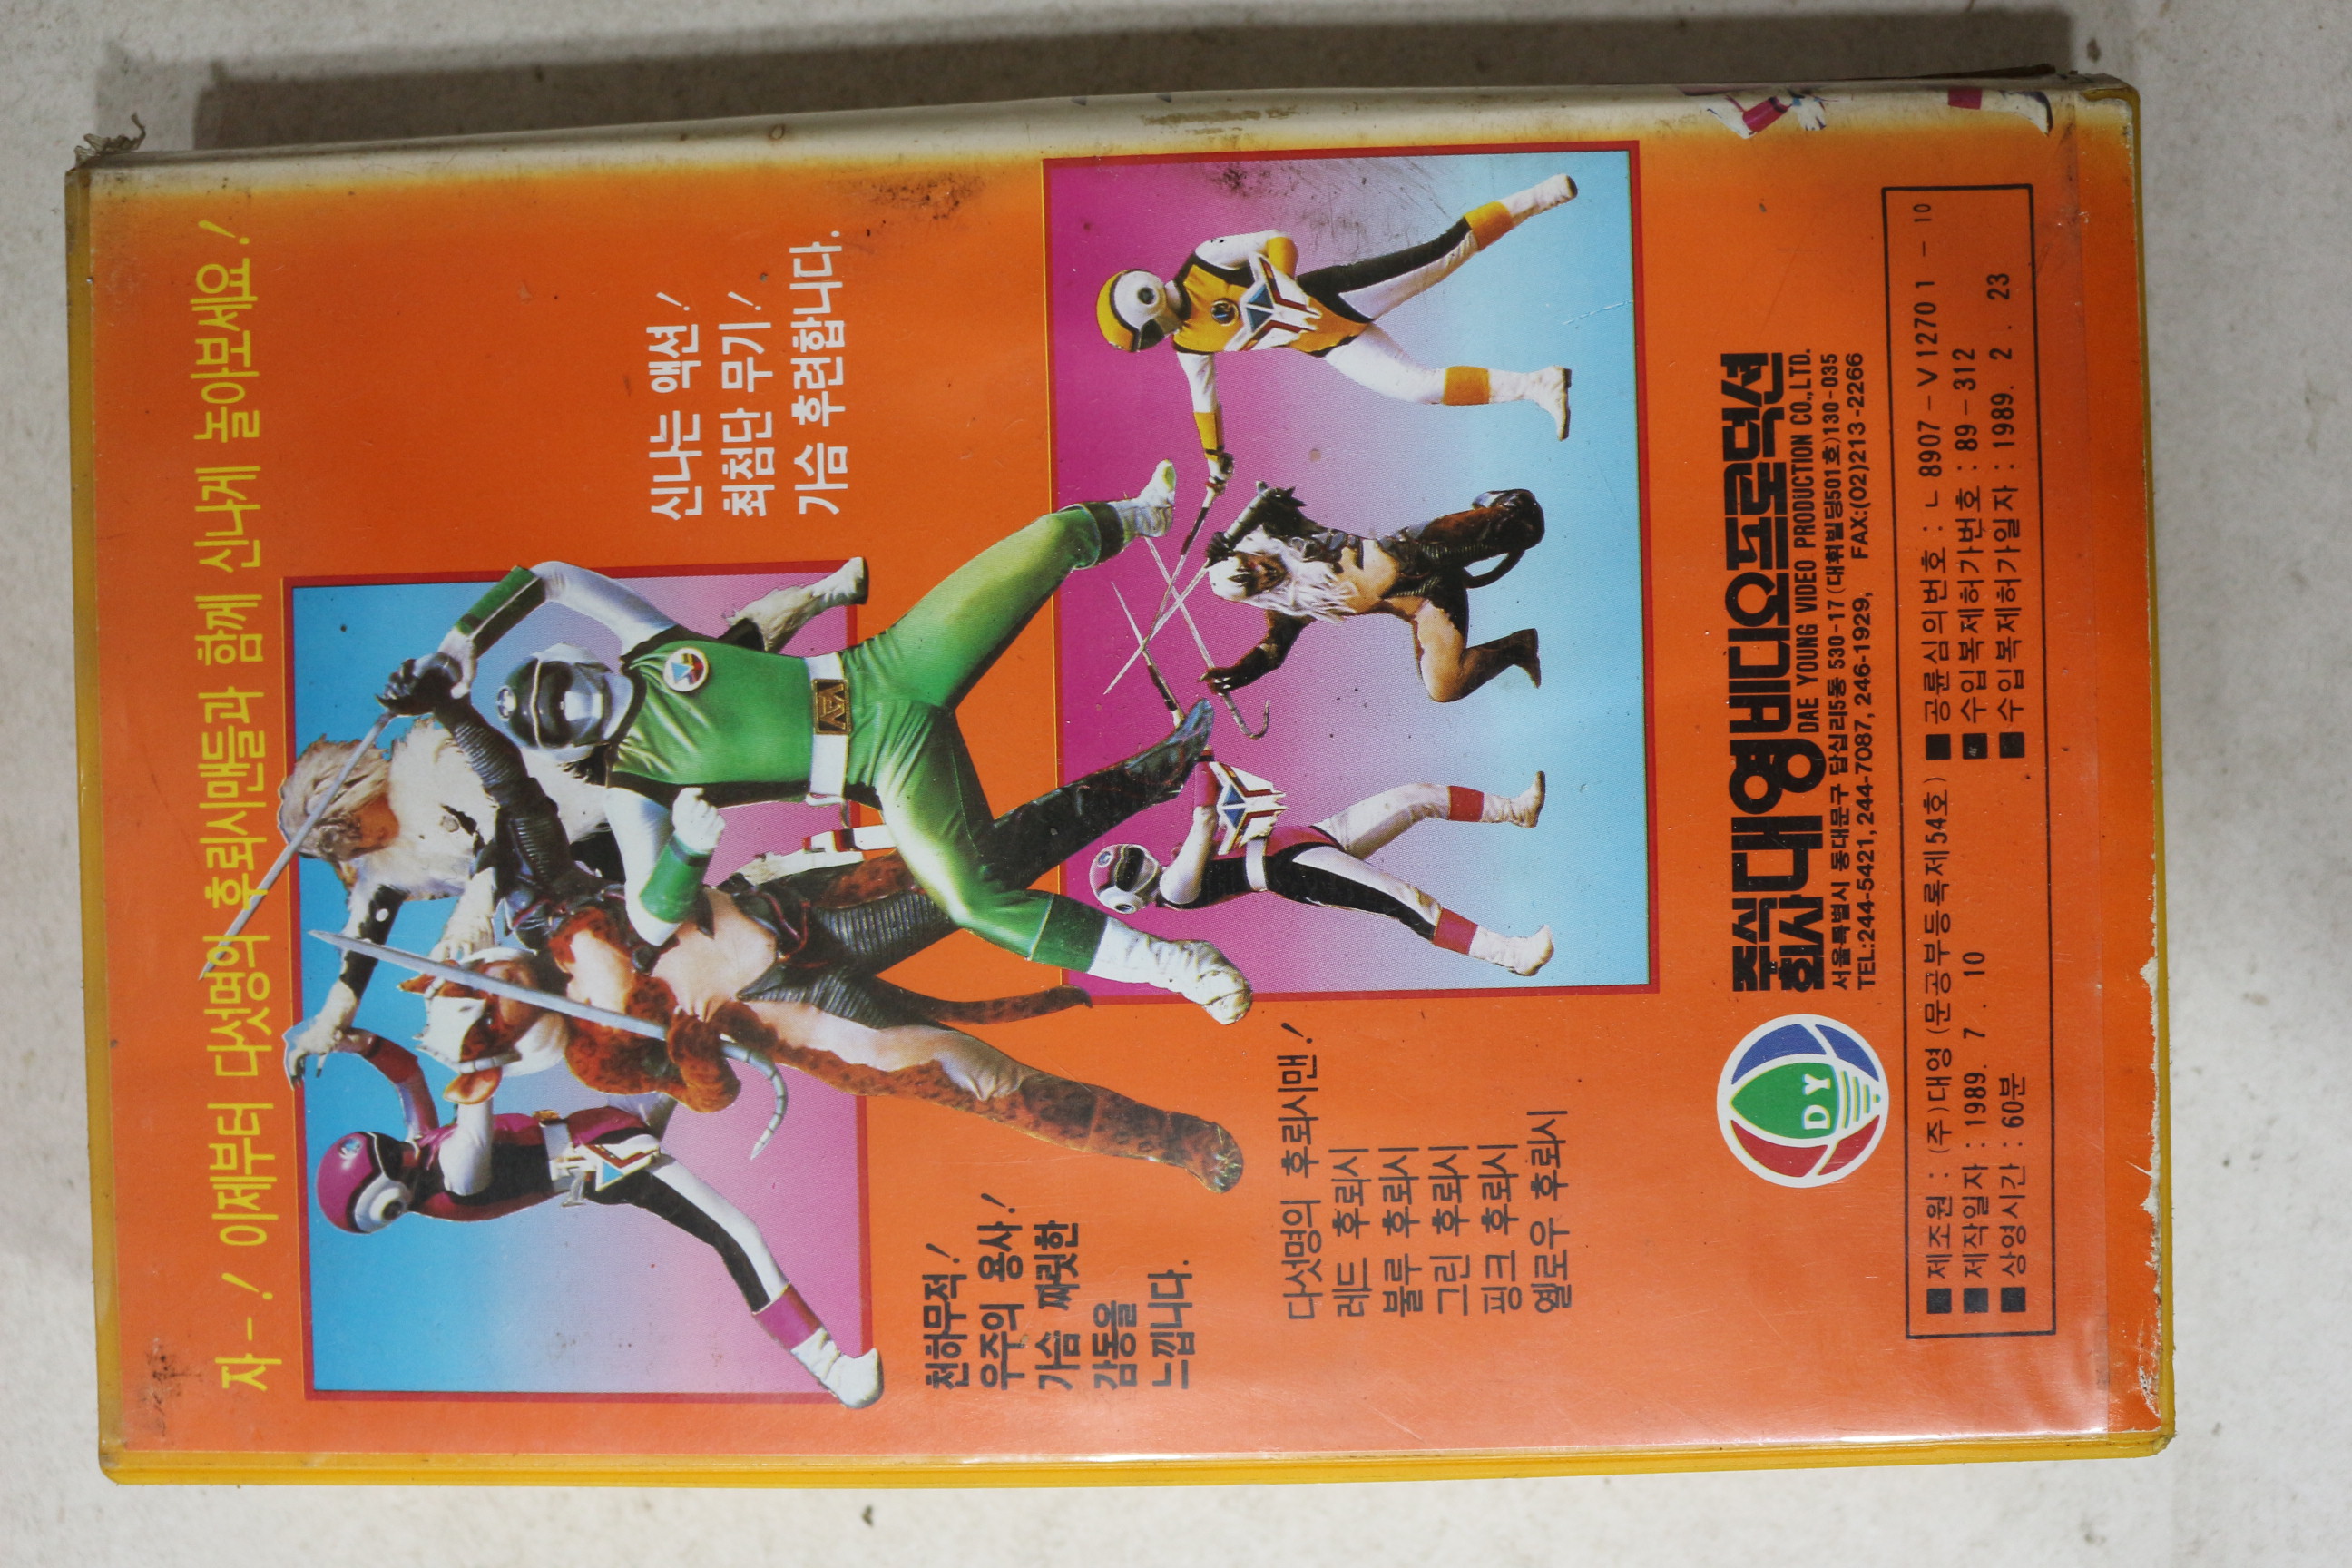 자-! 이제부터 다섯명의 후뢰시맨들과 함께 신나게 놀아보세요!
신나는 액션!
최첨단 무기!
가슴 후련합니다.
천하무적!
우주의 용사!
가슴 짜릿한
감동을
느낍니다.
다섯명의 후뢰시맨!
레드 후뢰시
불루 후뢰시
그린 후뢰시
핑크 후뢰시
옐로우 후뢰시
DY
주식회사 대영비디오프로덕션
DAE YOUNG VIDEO PRODUCTION CO.,LTD.
서울특별시 동대문구 답십리5동 530-17(대휘빌딩501호)130-035
TEL:244-5421, 244-7087, 246-1929, FAX:(02)213-2266
■ 제조원 : (주)대영 (문공부등록제54호) ■ 공륜심의번호 : ㄴ 8907-V1270 1-10
■ 제작일자 : 1989. 7. 10 ■ 수입복제허가번호 : 89-312
■ 상영시간 : 60분 ■ 수입복제허가일자 : 1989. 2. 23